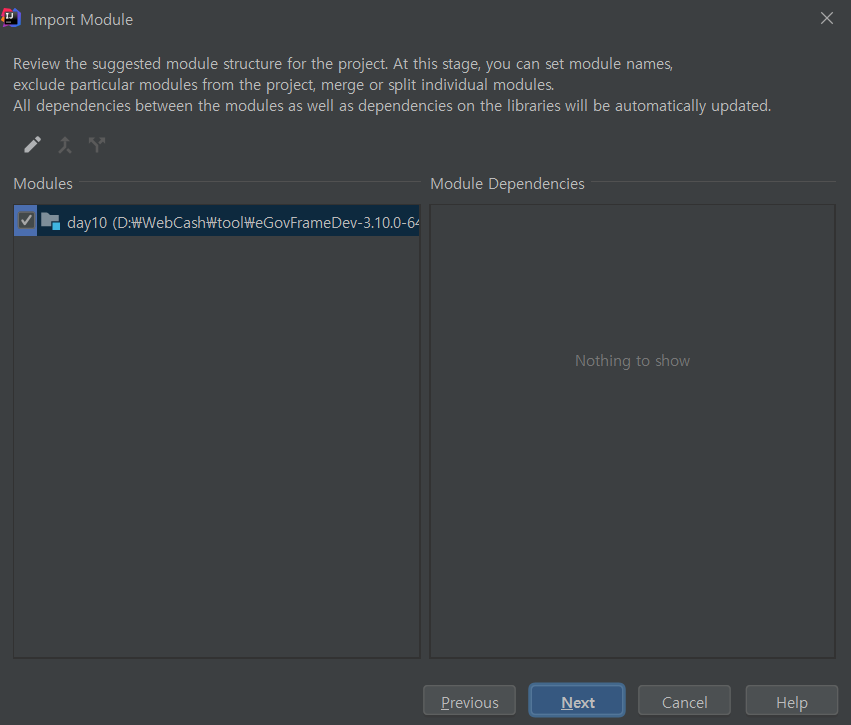 Import Module
Review the suggested module structure for the project. At this stage, you can set module names,
exclude particular modules from the project, merge or split individual modules.
All dependencies between the modules as well as dependencies on the libraries will be automatically updated.
Modules
Module Dependencies
day10 (D:₩WebCash₩tool₩eGovFrameDev-3.10.0-64
Nothing to show
Previous
Next
Cancel
Help